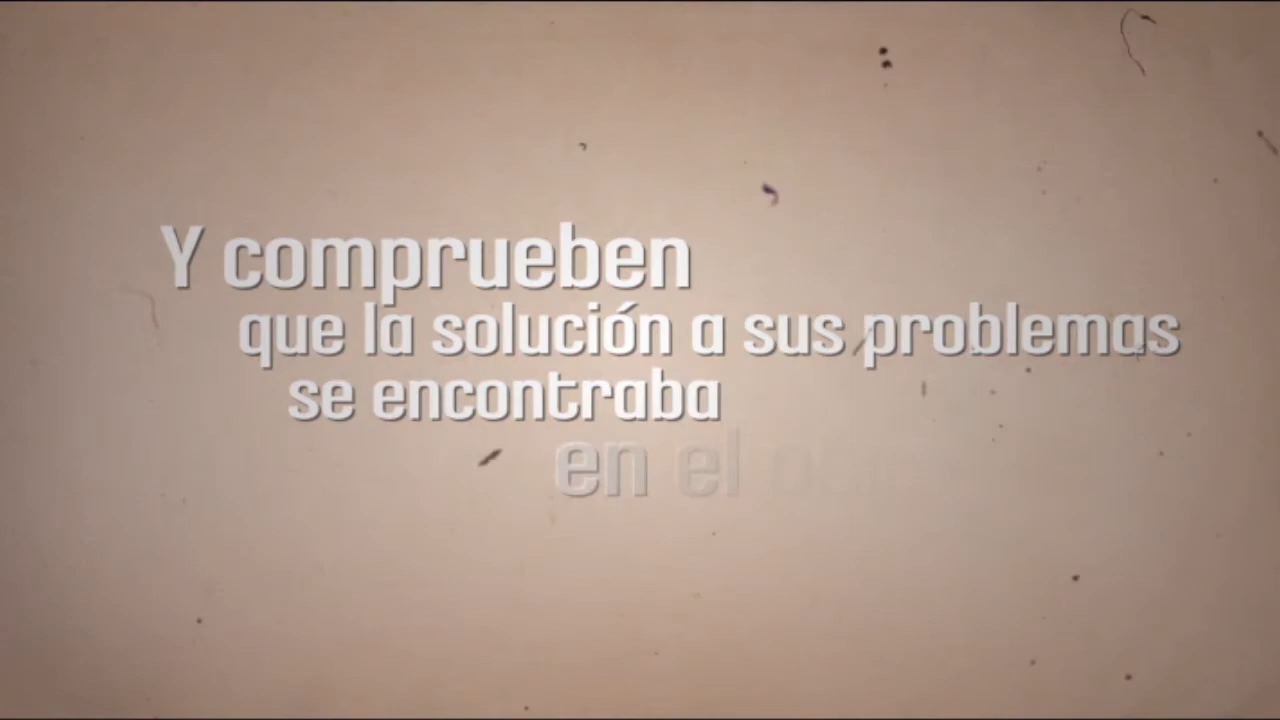 Y comprueben
que la solución a sus problemas
se encontraba
en el